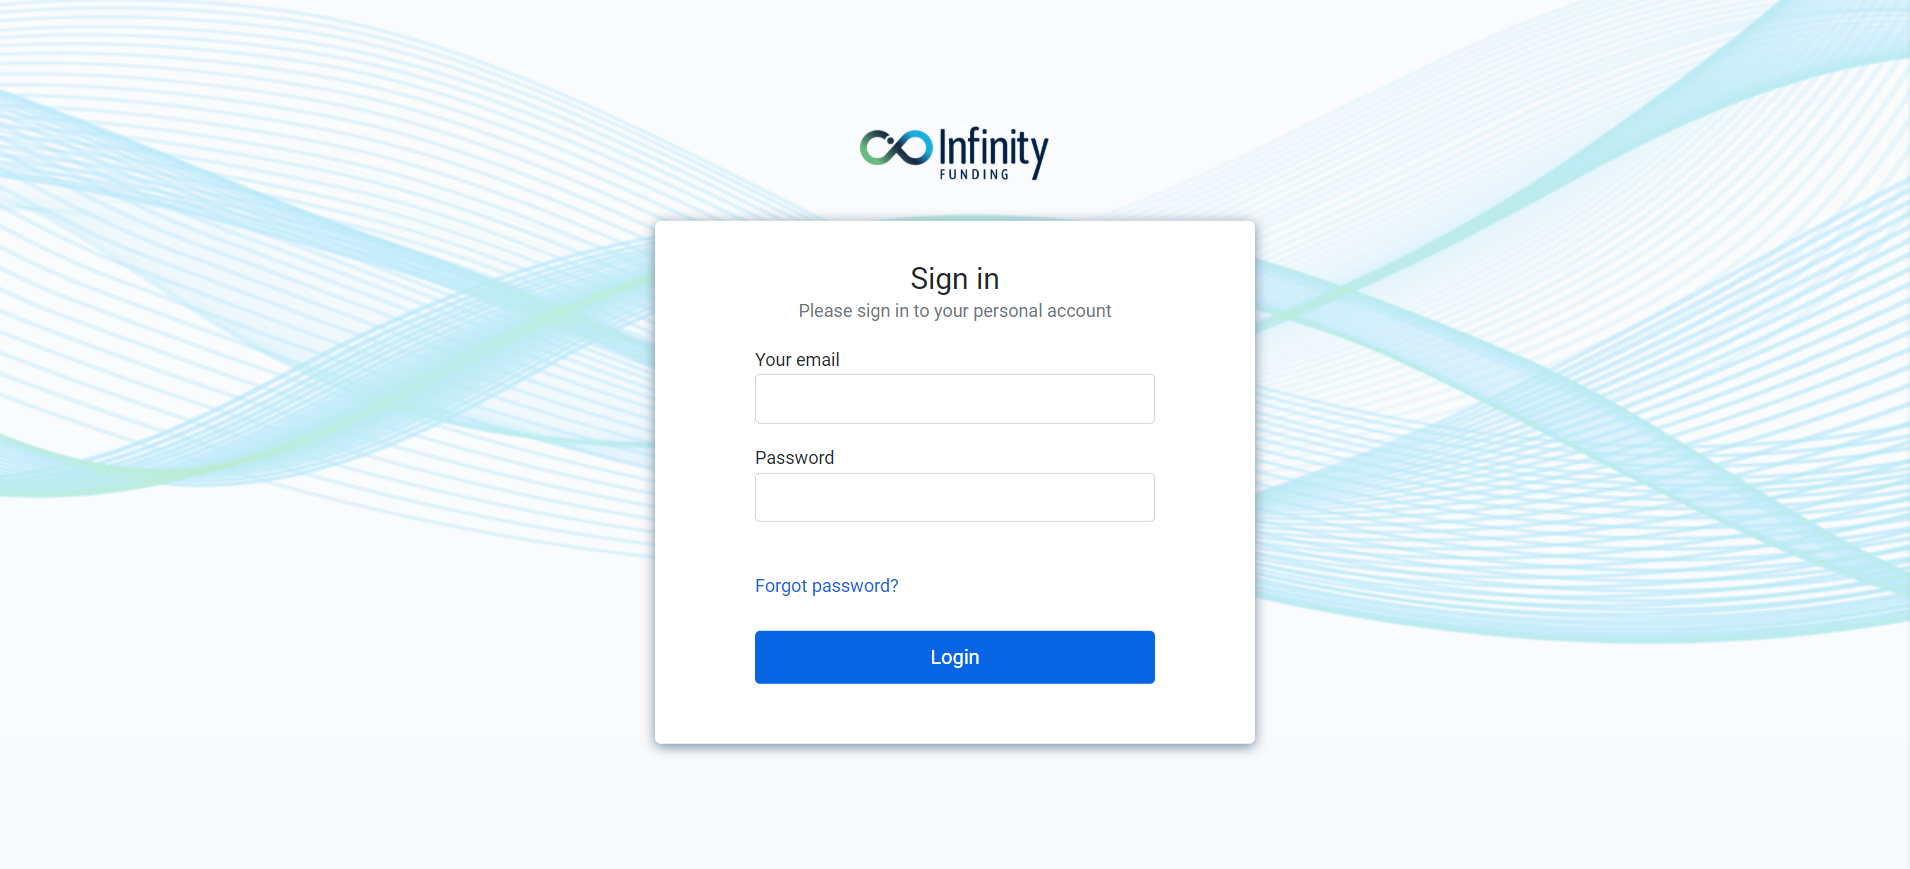 Infinity
FUNDING
Sign in
Please sign in to your personal account
Your email
Password
Forgot password?
Login